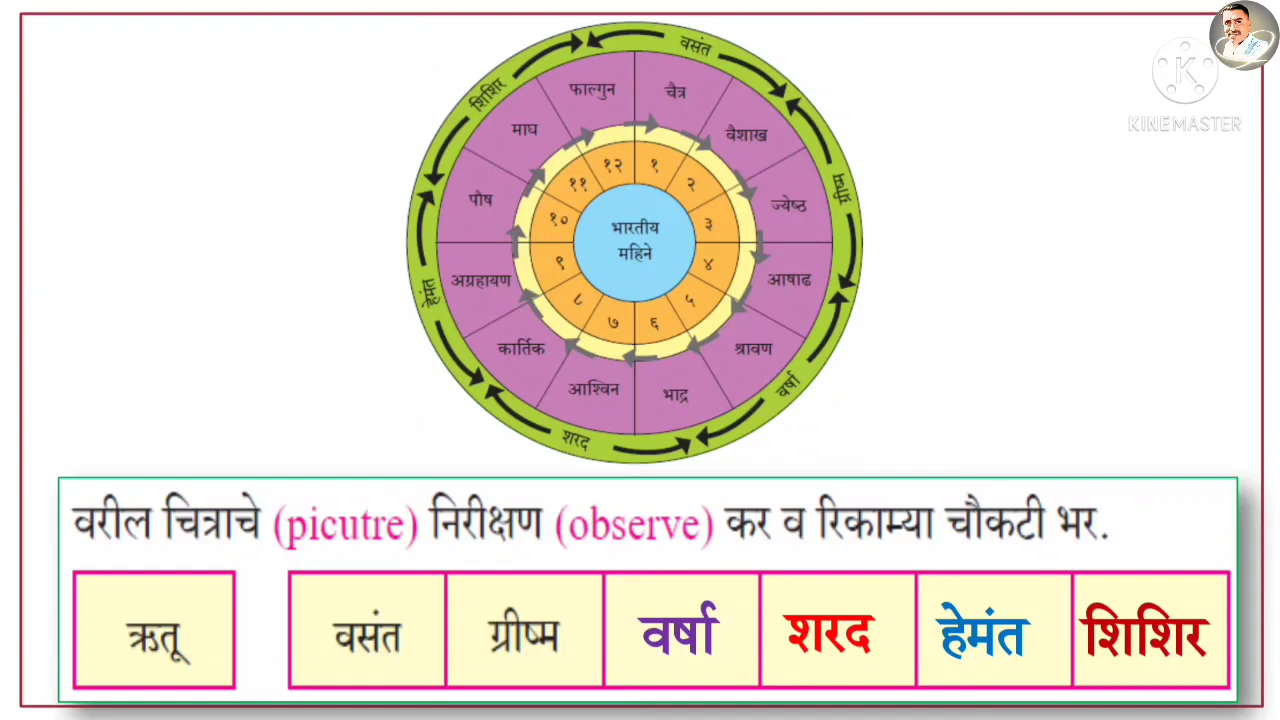 वसंत
ग्रीष्म
वर्षा
शरद
हेमंत
शिशिर
चैत्र
वैशाख
ज्येष्ठ
आषाढ
श्रावण
भाद्र
आश्विन
कार्तिक
अग्रहायण
पौष
माघ
फाल्गुन
१
२
३
४
५
६
७
८
९
१०
११
१२
भारतीय
महिने
K
KINEMASTER
वरील चित्राचे (picutre) निरीक्षण (observe) कर व रिकाम्या चौकटी भर.
ऋतू वसंत ग्रीष्म वर्षा शरद हेमंत शिशिर